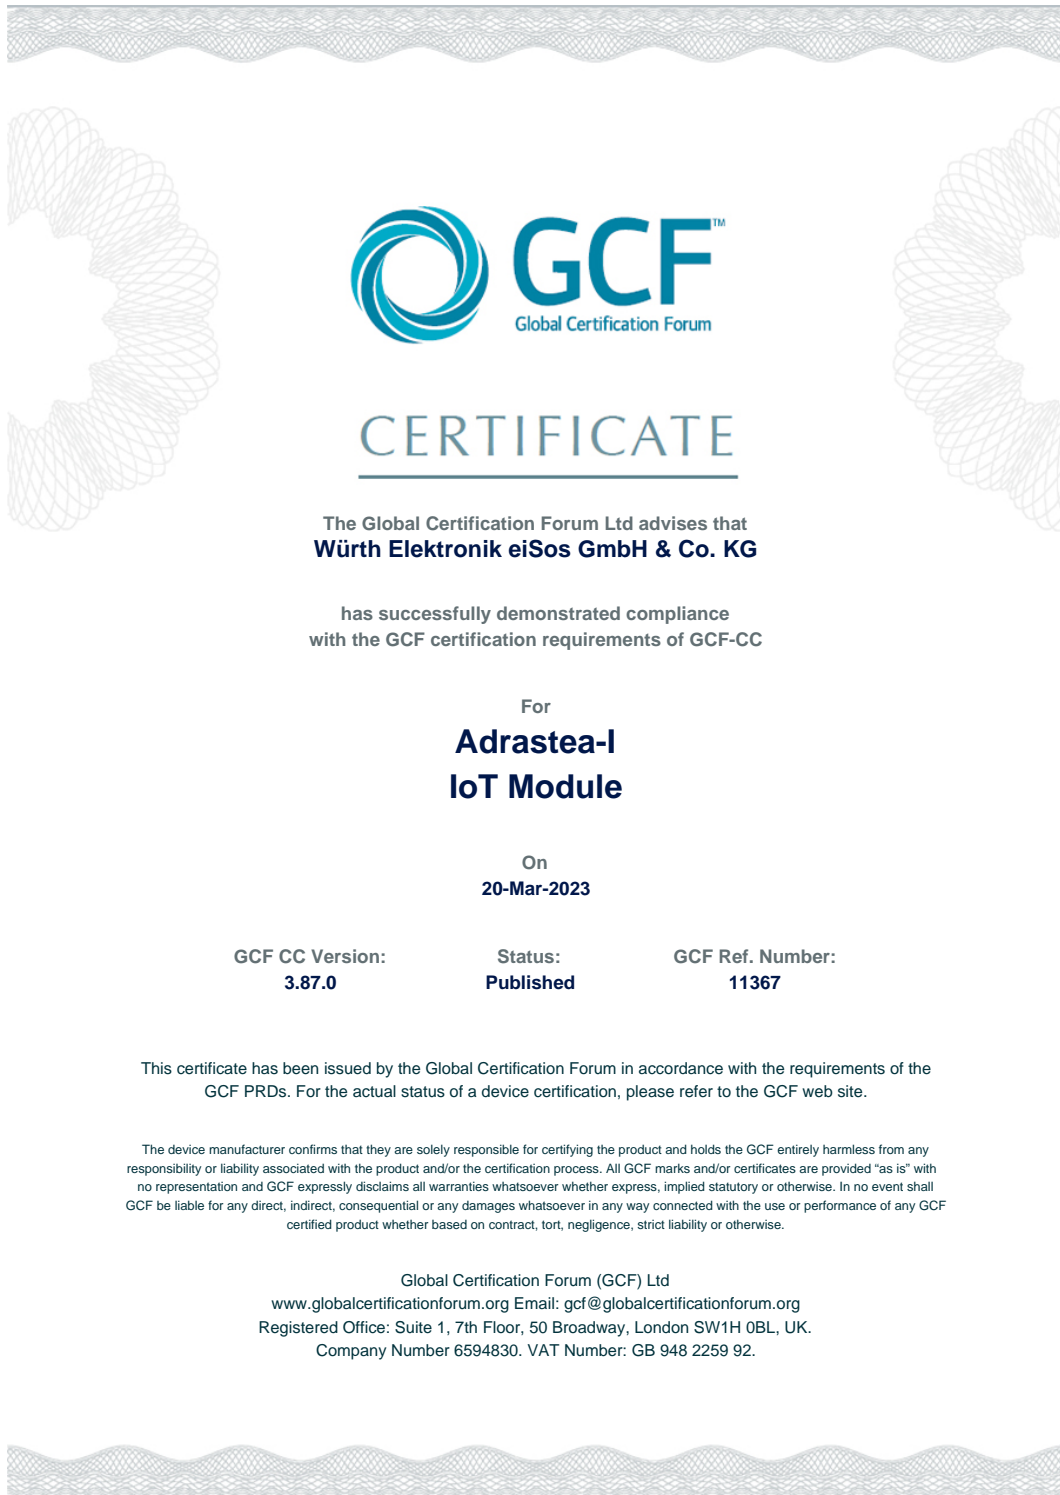 GCF™
Global Certification Forum
CERTIFICATE
The Global Certification Forum Ltd advises that
Würth Elektronik eiSos GmbH & Co. KG
has successfully demonstrated compliance
with the GCF certification requirements of GCF-CC
For
Adrastea-I
IoT Module
On
20-Mar-2023
GCF CC Version: Status: GCF Ref. Number:
3.87.0 Published 11367
This certificate has been issued by the Global Certification Forum in accordance with the requirements of the
GCF PRDs. For the actual status of a device certification, please refer to the GCF web site.
The device manufacturer confirms that they are solely responsible for certifying the product and holds the GCF entirely harmless from any
responsibility or liability associated with the product and/or the certification process. All GCF marks and/or certificates are provided “as is” with
no representation and GCF expressly disclaims all warranties whatsoever whether express, implied statutory or otherwise. In no event shall
GCF be liable for any direct, indirect, consequential or any damages whatsoever in any way connected with the use or performance of any GCF
certified product whether based on contract, tort, negligence, strict liability or otherwise.
Global Certification Forum (GCF) Ltd
www.globalcertificationforum.org Email: gcf@globalcertificationforum.org
Registered Office: Suite 1, 7th Floor, 50 Broadway, London SW1H 0BL, UK.
Company Number 6594830. VAT Number: GB 948 2259 92.